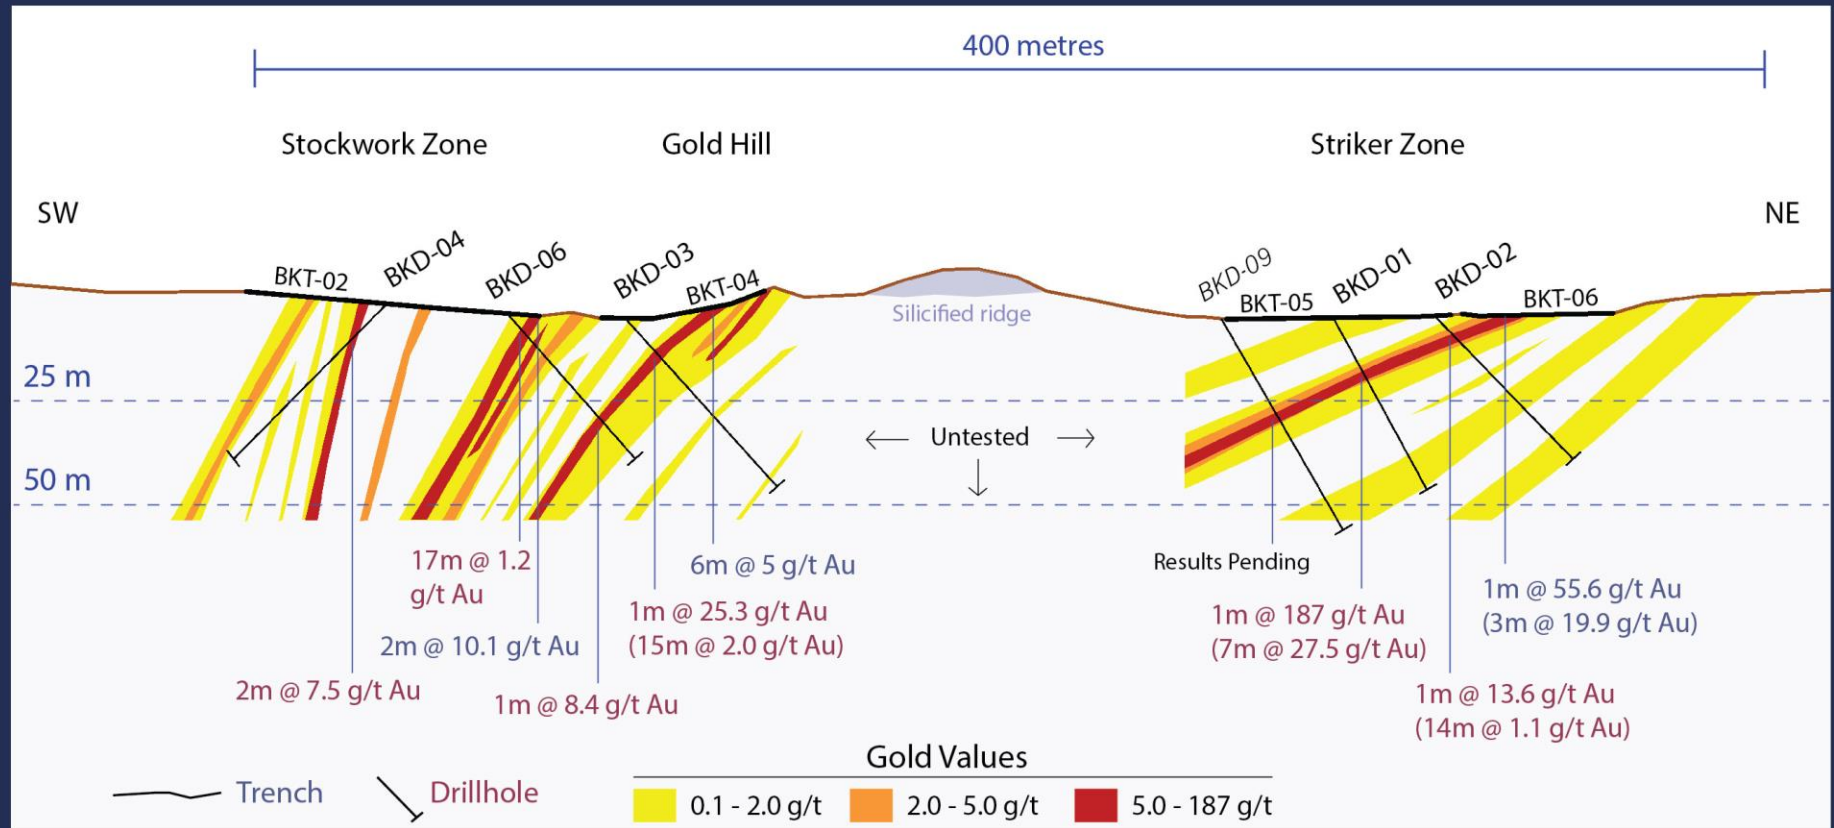 400 metres
Stockwork Zone
Gold Hill
Striker Zone
SW
NE
BKT-02
BKD-04
BKD-06
BKD-03
BKT-04
BKD-09
BKT-05
BKD-01
BKD-02
BKT-06
Silicified ridge
25 m
Untested
50 m
17m @ 1.2
g/t Au
6m @ 5 g/t Au
Results Pending
1m @ 55.6 g/t Au
(3m @ 19.9 g/t Au)
1m @ 25.3 g/t Au
(15m @ 2.0 g/t Au)
1m @ 187 g/t Au
(7m @ 27.5 g/t Au)
2m @ 10.1 g/t Au
2m @ 7.5 g/t Au
1m @ 8.4 g/t Au
1m @ 13.6 g/t Au
(14m @ 1.1 g/t Au)
Gold Values
Trench
Drillhole
0.1 - 2.0 g/t
2.0 - 5.0 g/t
5.0 - 187 g/t